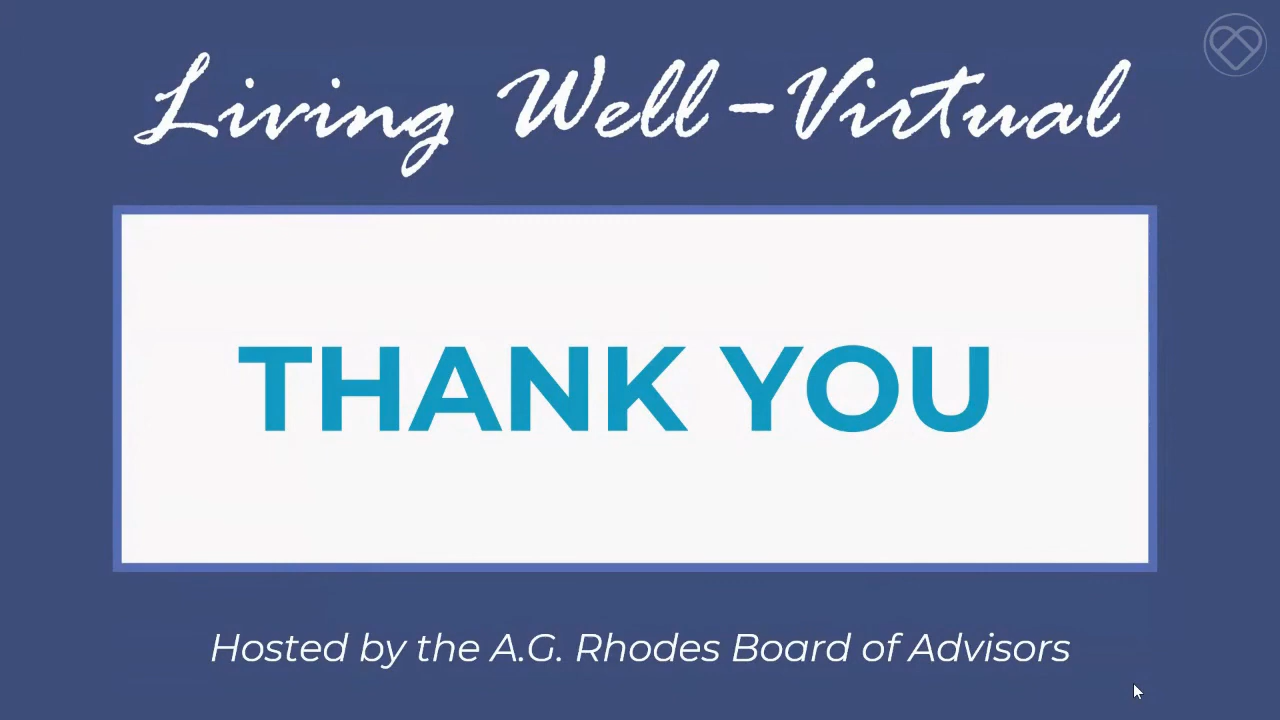 Living Well-Virtual
THANK YOU
Hosted by the A.G. Rhodes Board of Advisors